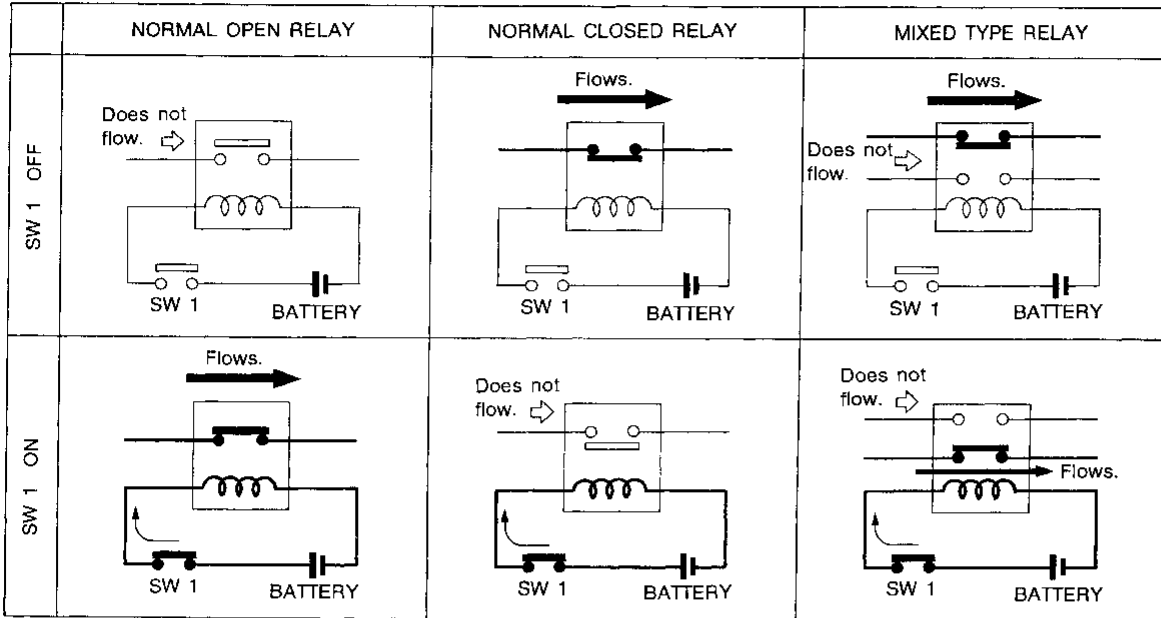 NORMAL OPEN RELAY
NORMAL CLOSED RELAY
MIXED TYPE RELAY
SW 1 OFF
Does not
flow.
SW 1
BATTERY
Flows.
SW 1
BATTERY
Flows.
Does not
flow.
SW 1
BATTERY
SW 1 ON
Flows.
SW 1
BATTERY
Does not
flow.
SW 1
BATTERY
Does not
flow.
Flows.
SW 1
BATTERY